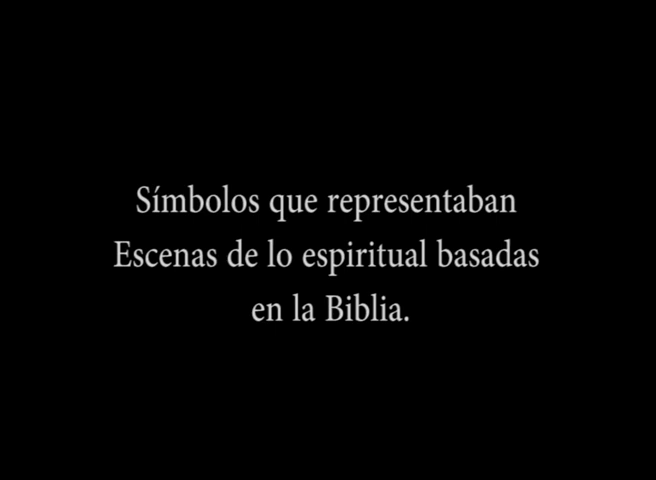 Símbolos que representaban
Escenas de lo espiritual basadas
en la Biblia.